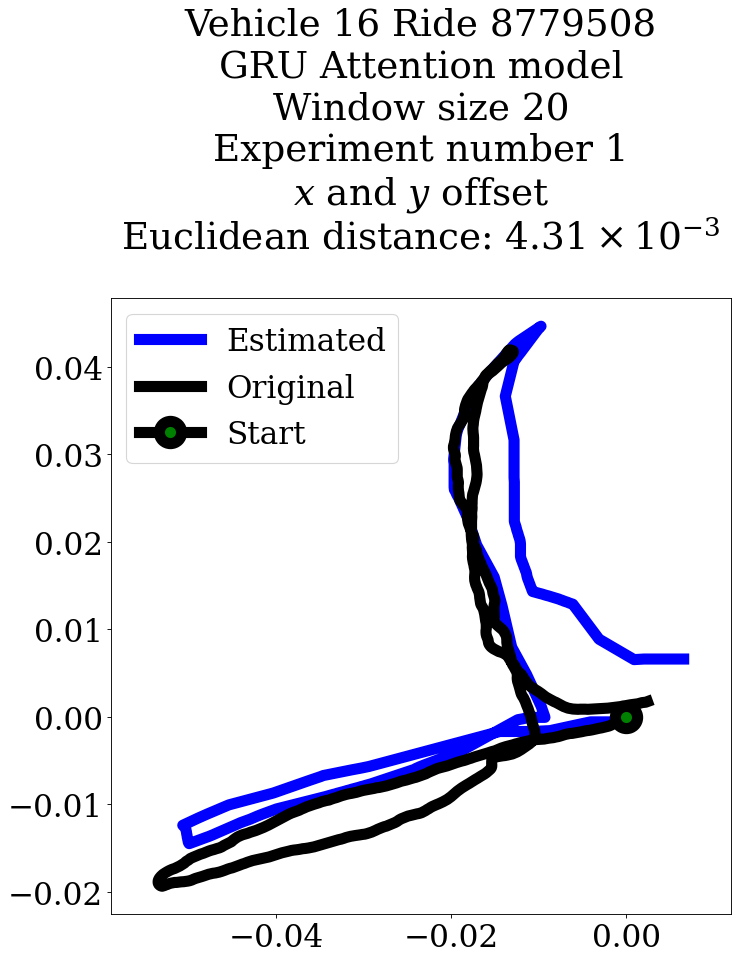 Vehicle 16 Ride 8779508
GRU Attention model
Window size 20
Experiment number 1
x and y offset
Euclidean distance: 4.31 × 10⁻³
Estimated
Original
Start
0.04
0.03
0.02
0.01
0.00
−0.01
−0.02
−0.04 −0.02 0.00